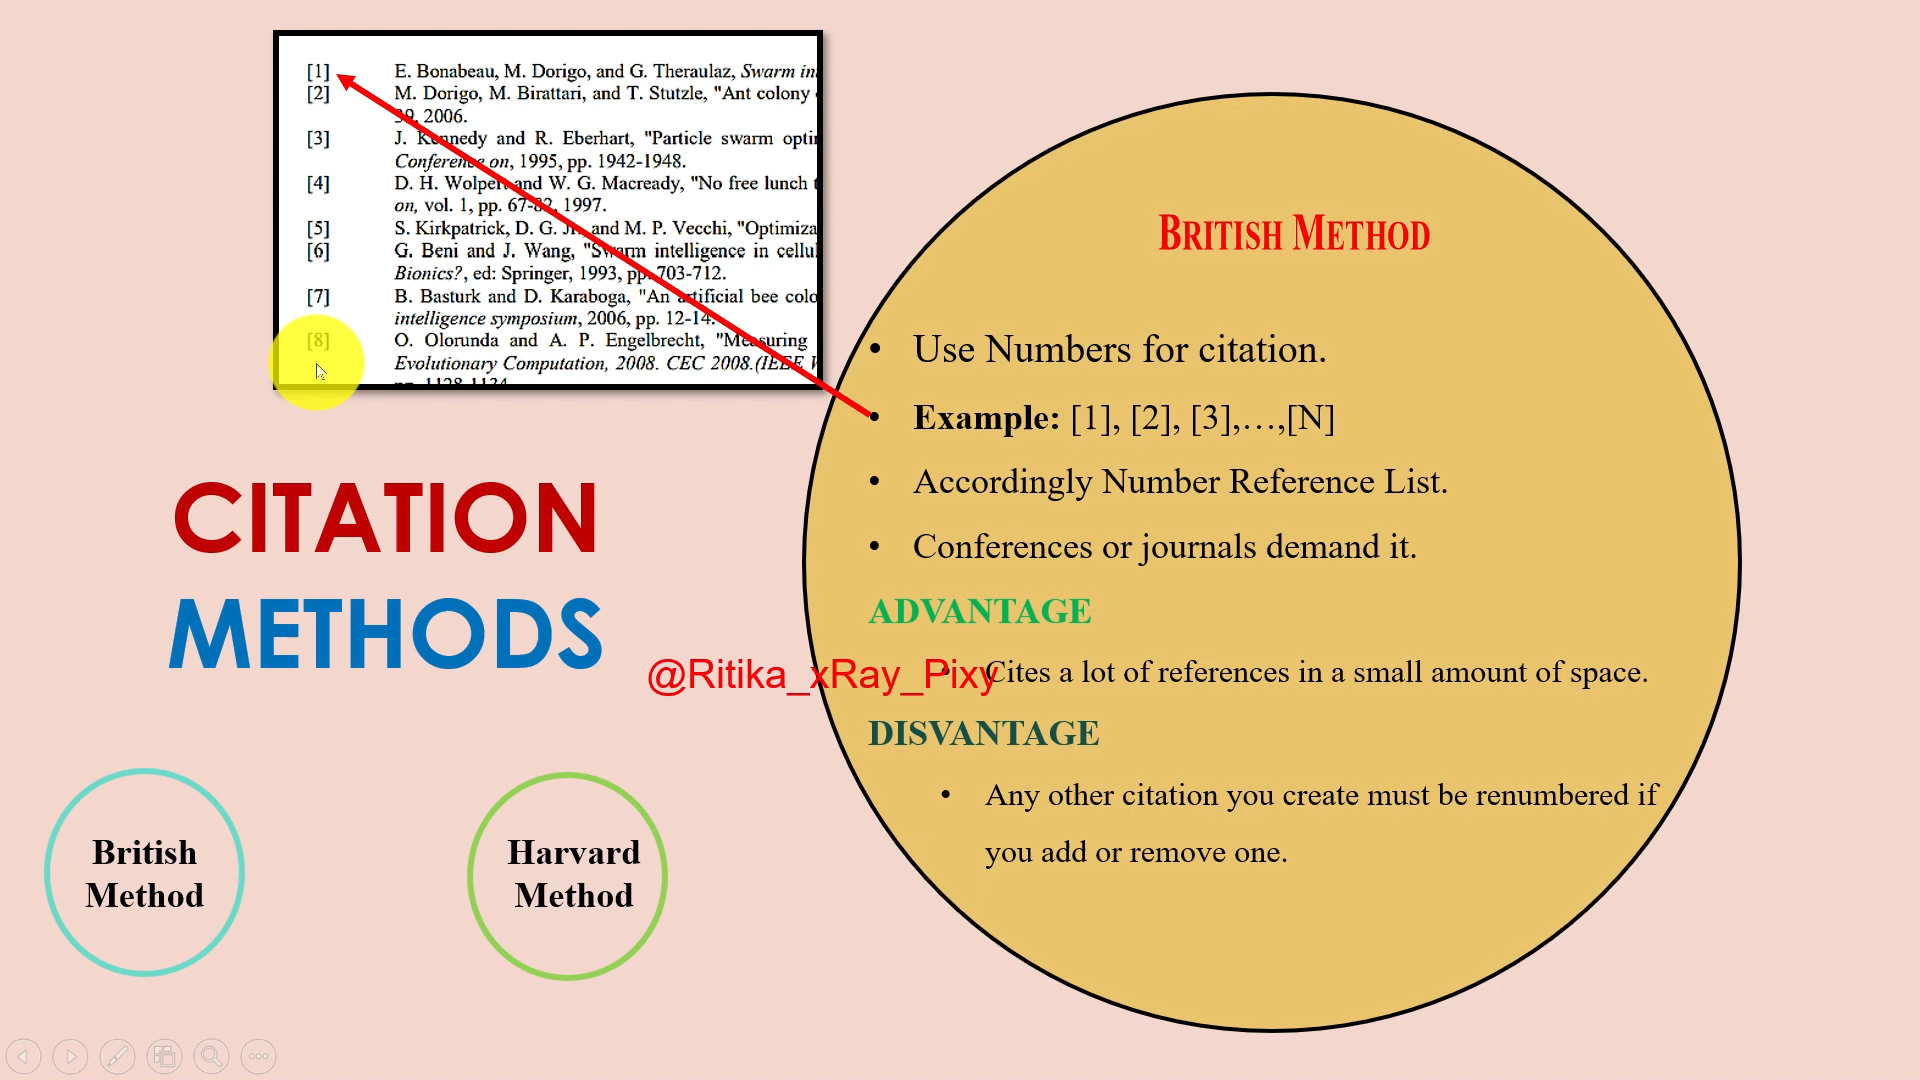 [1] E. Bonabeau, M. Dorigo, and G. Theraulaz, Swarm in
[2] M. Dorigo, M. Birattari, and T. Stutzle, "Ant colony
39, 2006.
[3] J. Kennedy and R. Eberhart, "Particle swarm opti
Conference on, 1995, pp. 1942-1948.
[4] D. H. Wolpert and W. G. Macready, "No free lunch
on, vol. 1, pp. 67-82, 1997.
[5] S. Kirkpatrick, D. G. Jr., and M. P. Vecchi, "Optimiza
[6] G. Beni and J. Wang, "Swarm intelligence in cellul
Bionics?, ed: Springer, 1993, pp. 703-712.
[7] B. Basturk and D. Karaboga, "An artificial bee colo
intelligence symposium, 2006, pp. 12-14.
[8] O. Olorunda and A. P. Engelbrecht, "Measuring
Evolutionary Computation, 2008. CEC 2008.(IEEE W
pp. 1128-1134
CITATION
METHODS
British
Method
Harvard
Method
BRITISH METHOD
• Use Numbers for citation.
• Example: [1], [2], [3],…,[N]
• Accordingly Number Reference List.
• Conferences or journals demand it.
ADVANTAGE
• Cites a lot of references in a small amount of space.
@Ritika_xRay_Pixy
DISVANTAGE
• Any other citation you create must be renumbered if
you add or remove one.